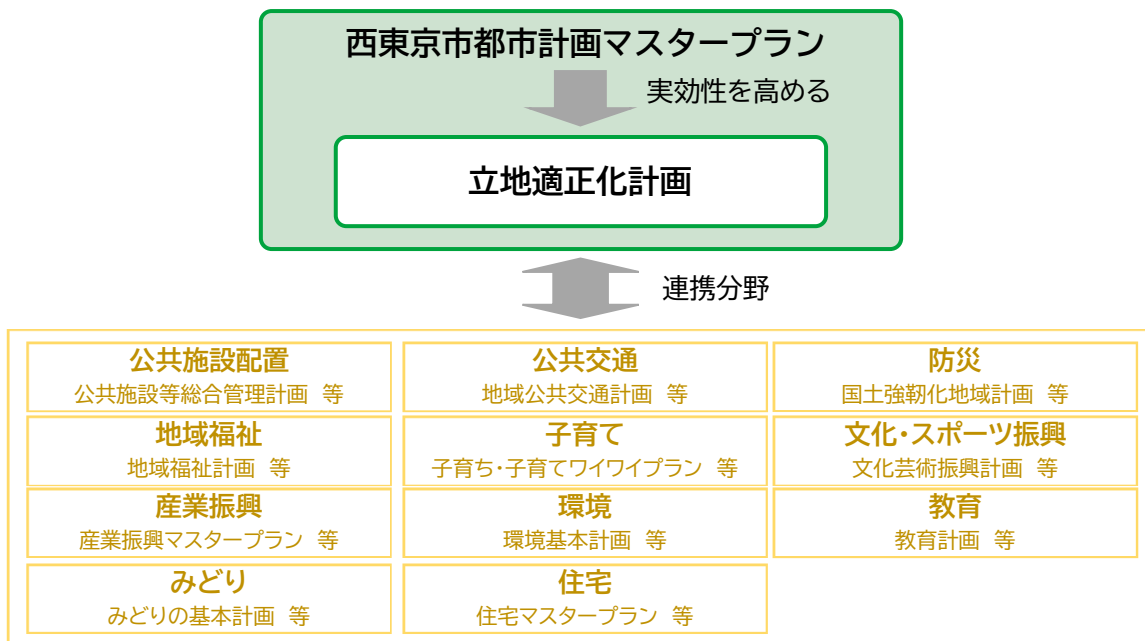 西東京市都市計画マスタープラン
実効性を高める
立地適正化計画
連携分野
公共施設配置
公共施設等総合管理計画 等
公共交通
地域公共交通計画 等
防災
国土強靭化地域計画 等
地域福祉
地域福祉計画 等
子育て
子育ち・子育てワイワイプラン 等
文化・スポーツ振興
文化芸術振興計画 等
産業振興
産業振興マスタープラン 等
環境
環境基本計画 等
教育
教育計画 等
みどり
みどりの基本計画 等
住宅
住宅マスタープラン 等